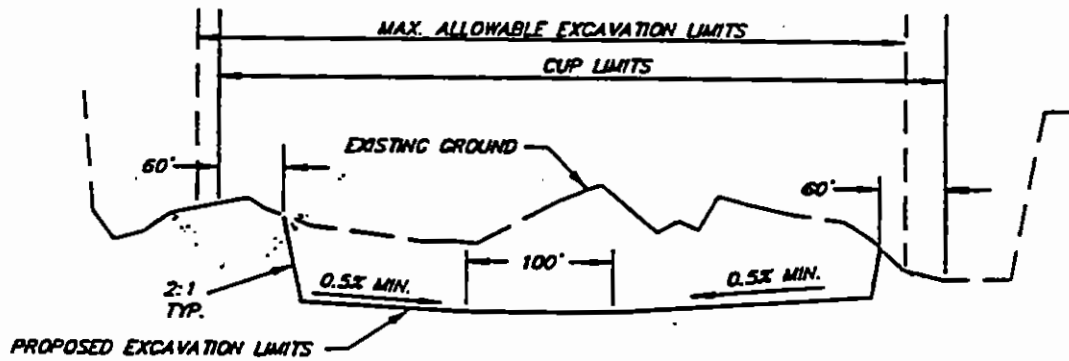 MAX. ALLOWABLE EXCAVATION LIMITS
CUP LIMITS
EXISTING GROUND
60'
60'
100'
0.5% MIN.
0.5% MIN.
2:1
TYP.
PROPOSED EXCAVATION LIMITS